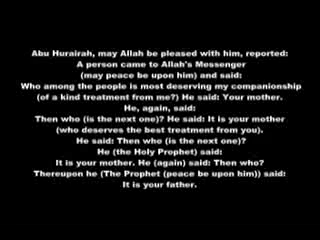 Abu Hurairah, may Allah be pleased with him, reported:
A person came to Allah's Messenger
(may peace be upon him) and said:
Who among the people is most deserving my companionship
(of a kind treatment from me?) He said: Your mother.
He, again, said:
Then who (is the next one)? He said: It is your mother
(who deserves the best treatment from you).
He said: Then who (is the next one)?
He (the Holy Prophet) said:
It is your mother. He (again) said: Then who?
Thereupon he (The Prophet (peace be upon him)) said:
It is your father.